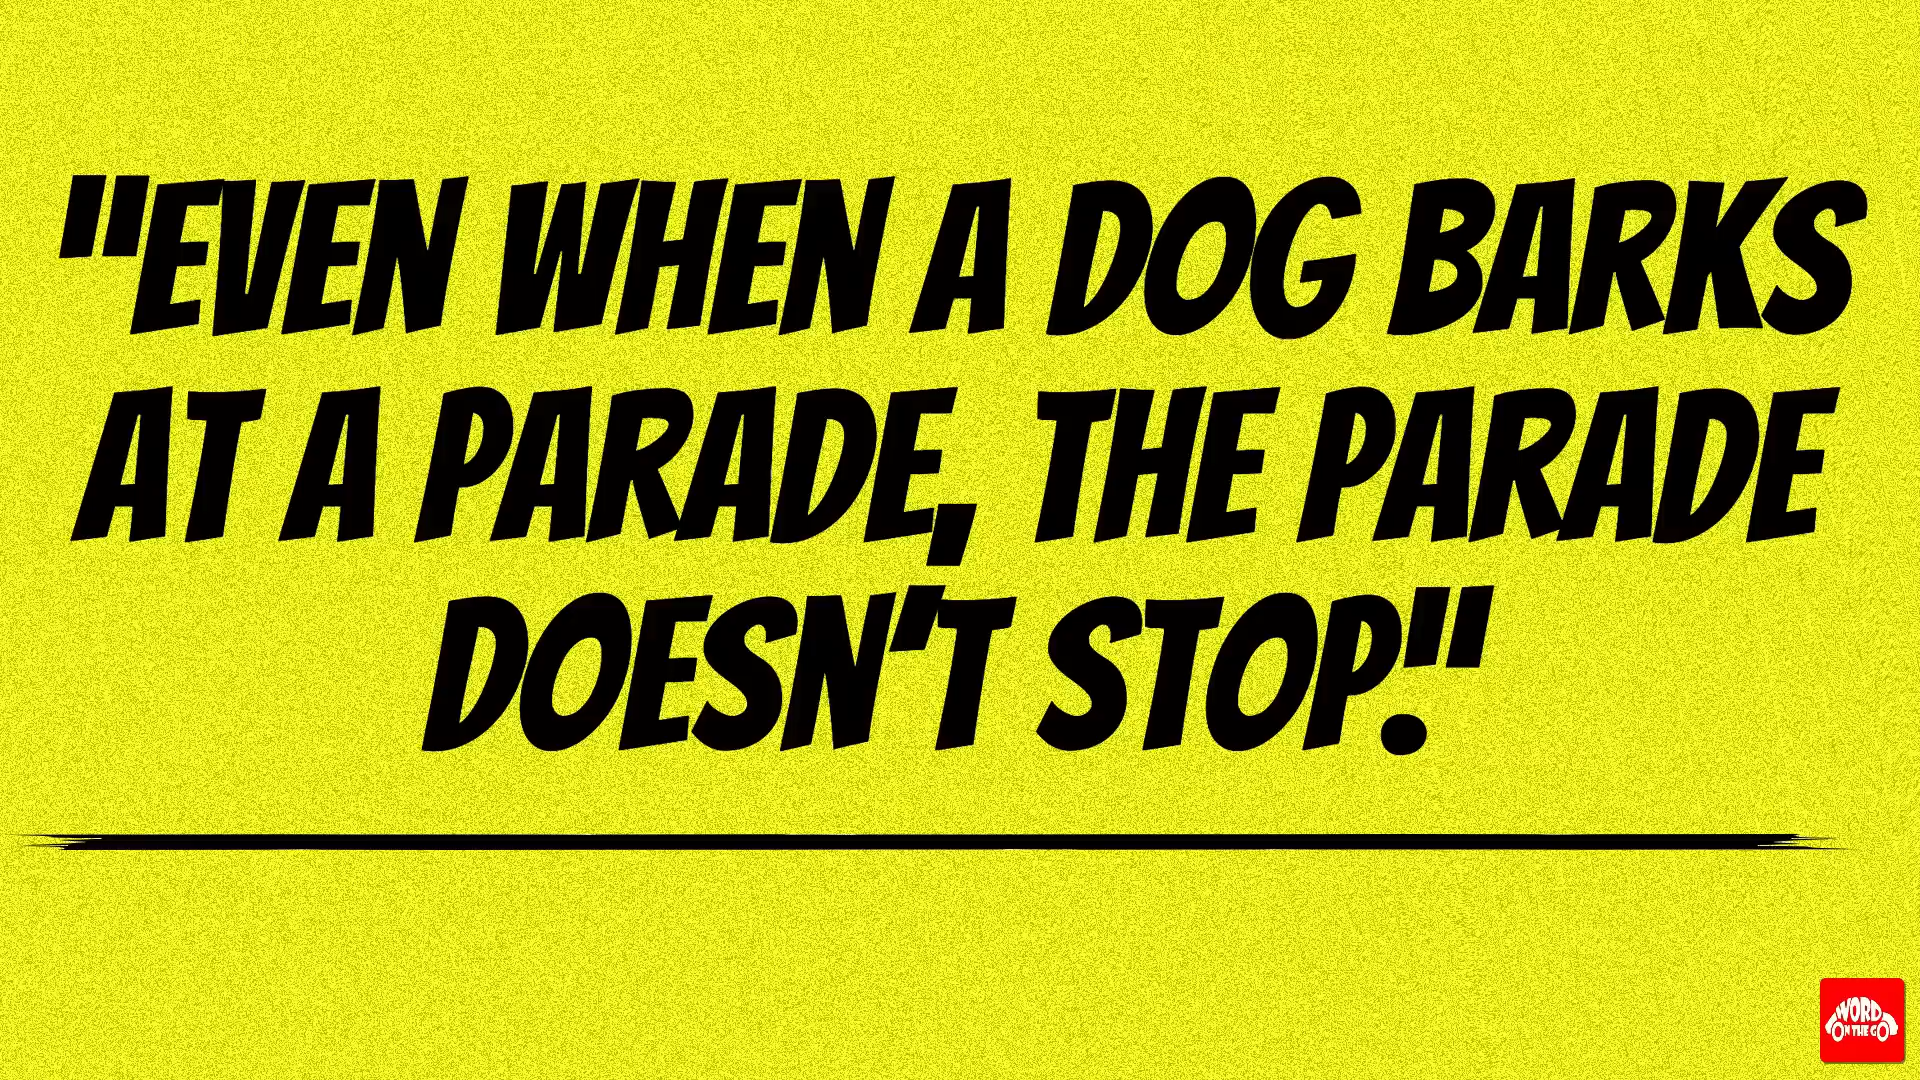 "EVEN WHEN A DOG BARKS
AT A PARADE, THE PARADE
DOESN'T STOP."
WORD
ON THE GO